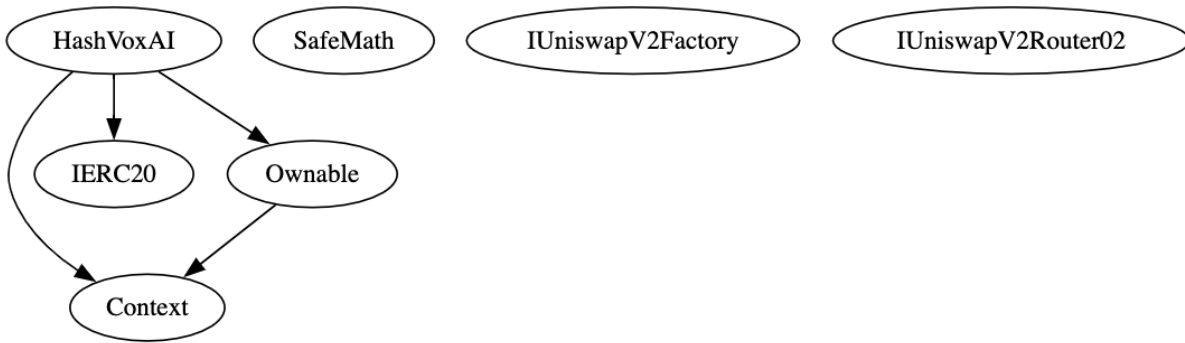 HashVoxAI
SafeMath
IUniswapV2Factory
IUniswapV2Router02
IERC20
Ownable
Context